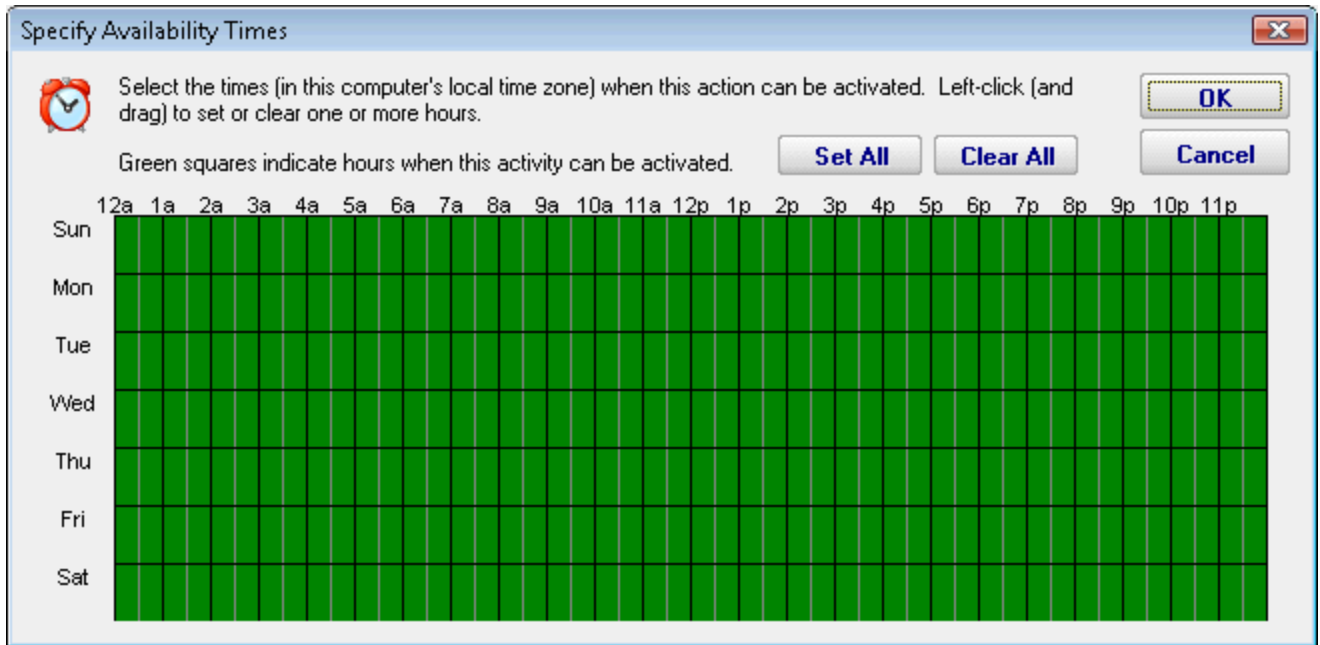 Specify Availability Times
Select the times (in this computer's local time zone) when this action can be activated.  Left-click (and
drag) to set or clear one or more hours.
OK
Green squares indicate hours when this activity can be activated.
Set All
Clear All
Cancel
12a 1a 2a 3a 4a 5a 6a 7a 8a 9a 10a 11a 12p 1p 2p 3p 4p 5p 6p 7p 8p 9p 10p 11p
Sun
Mon
Tue
Wed
Thu
Fri
Sat